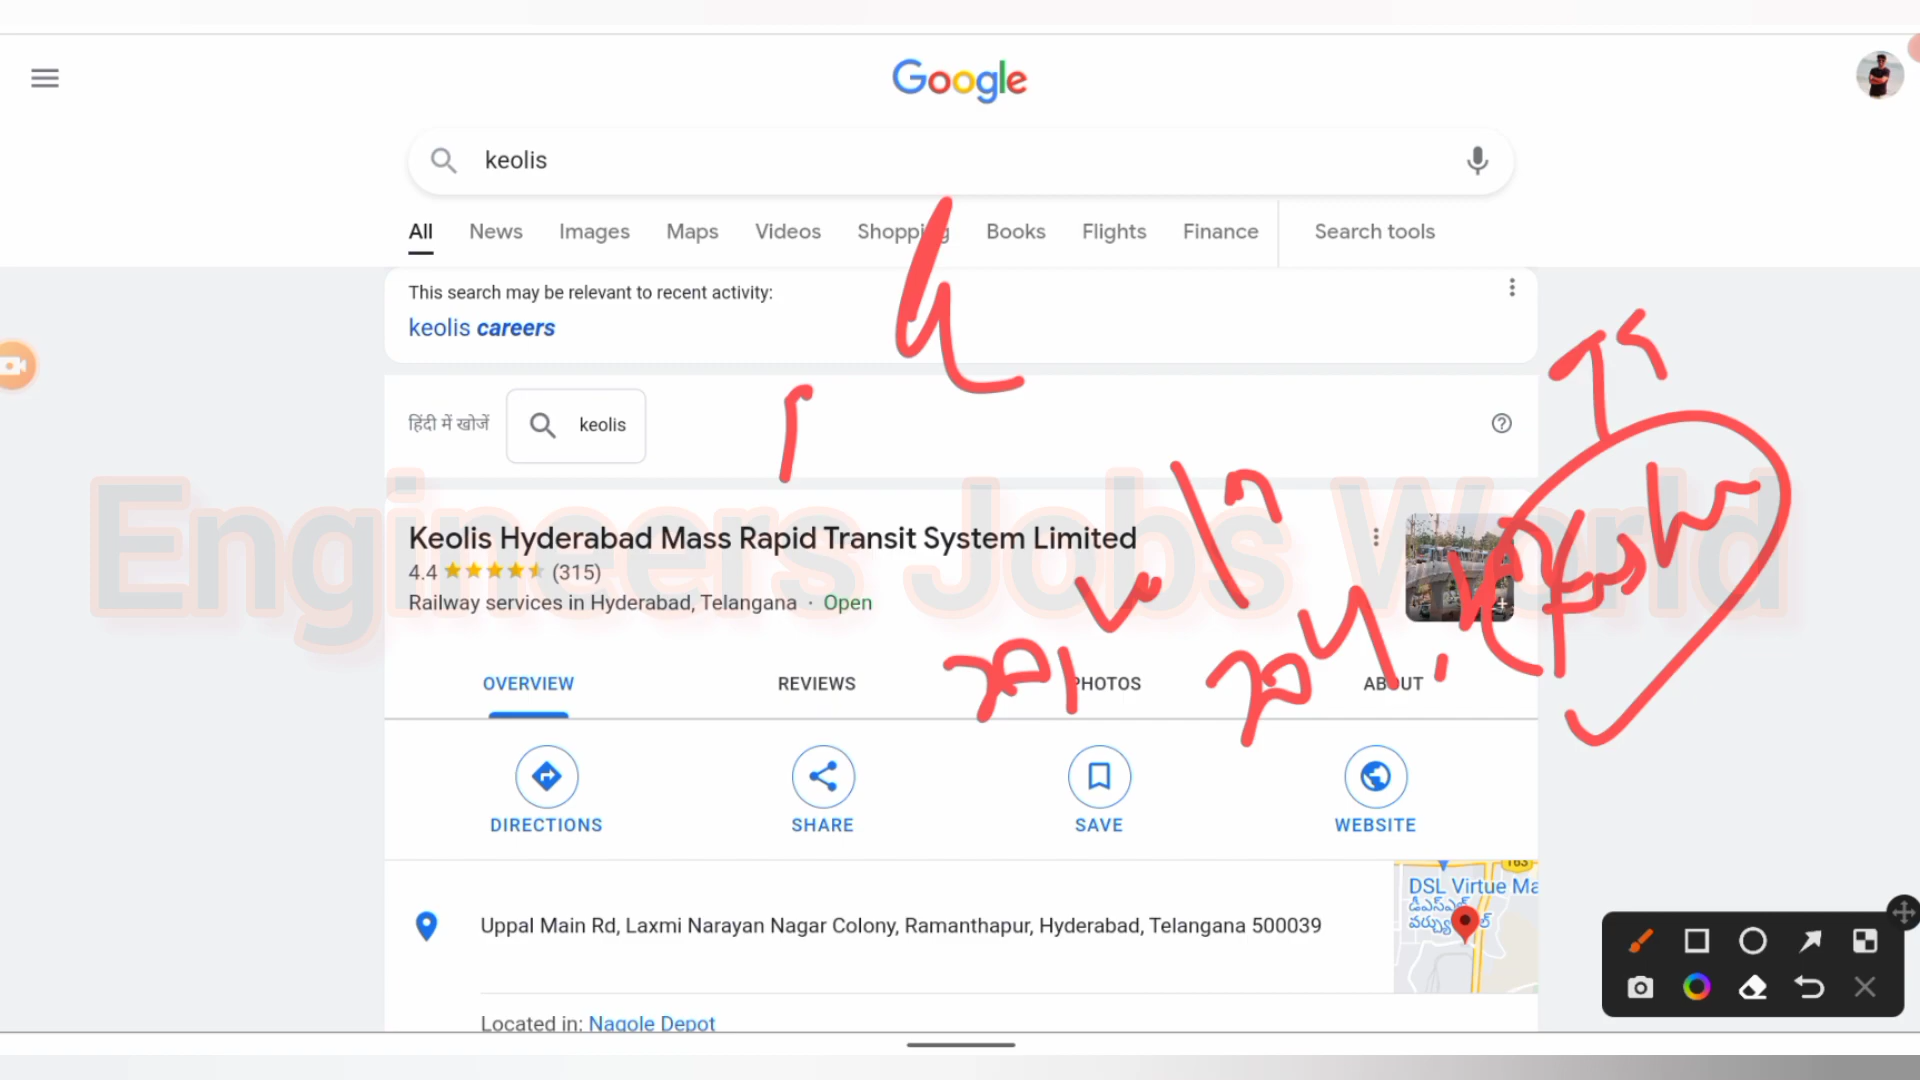 Google
keolis
All News Images Maps Videos Shopping Books Flights Finance Search tools
This search may be relevant to recent activity:
keolis careers
हिंदी में खोजें keolis
Engineers Jobs World
Keolis Hyderabad Mass Rapid Transit System Limited
4.4 (315)
Railway services in Hyderabad, Telangana · Open
OVERVIEW REVIEWS PHOTOS ABOUT
DIRECTIONS SHARE SAVE WEBSITE
163
DSL Virtue Ma
Uppal Main Rd, Laxmi Narayan Nagar Colony, Ramanthapur, Hyderabad, Telangana 500039
Located in: Nagole Depot